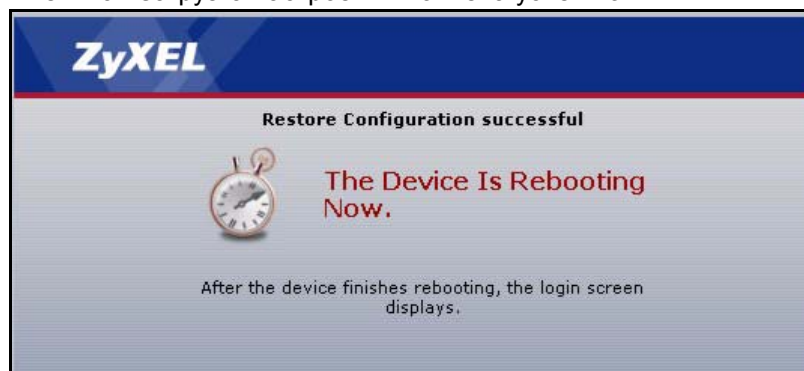 ZyXEL
Restore Configuration successful
The Device Is Rebooting
Now.
After the device finishes rebooting, the login screen
displays.